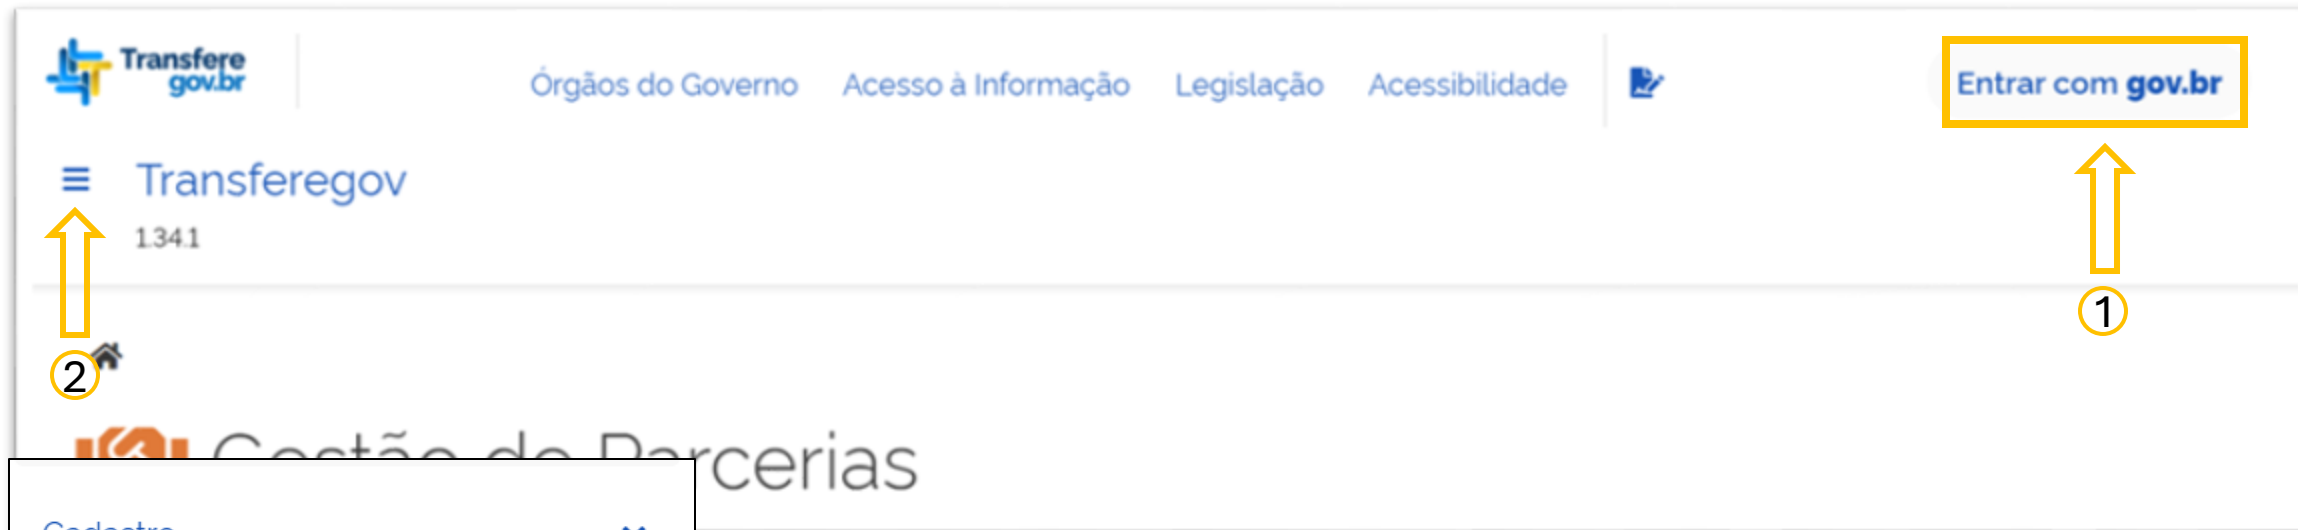 Transfere
gov.br
Órgãos do Governo Acesso à Informação Legislação Acessibilidade
Entrar com gov.br
Transferegov
1.34.1
1
2
Gestão de Parcerias
Cadastro